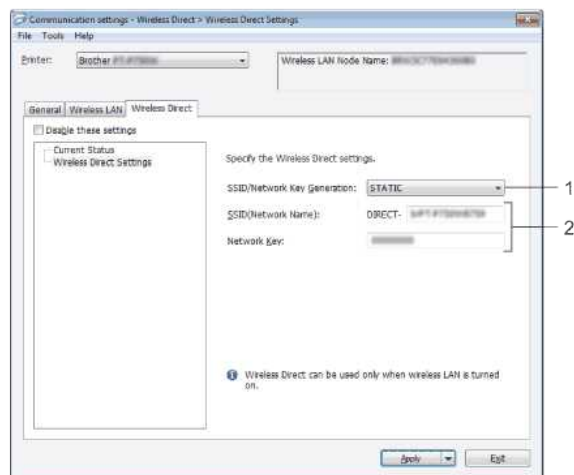 Communication settings - Wireless Direct > Wireless Direct Settings
File Tools Help
Printer: Brother
Wireless LAN Node Name:
General Wireless LAN Wireless Direct
Disable these settings
Current Status
Wireless Direct Settings
Specify the Wireless Direct settings.
SSID/Network Key Generation: STATIC 1
SSID(Network Name): DIRECT-
2
Network Key:
Wireless Direct can be used only when wireless LAN is turned
on.
Apply Exit